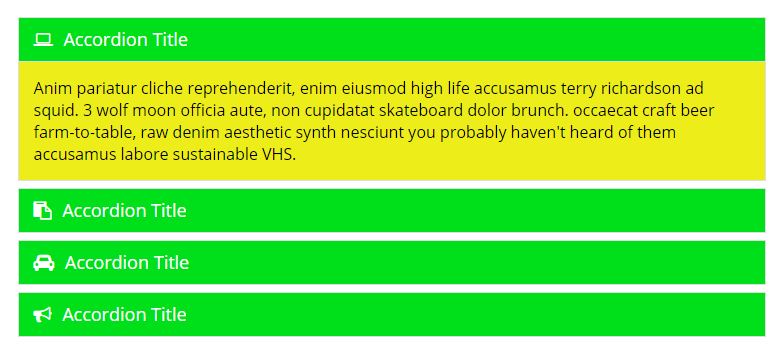 Accordion Title
Anim pariatur cliche reprehenderit, enim eiusmod high life accusamus terry richardson ad
squid. 3 wolf moon officia aute, non cupidatat skateboard dolor brunch. occaecat craft beer
farm-to-table, raw denim aesthetic synth nesciunt you probably haven't heard of them
accusamus labore sustainable VHS.
Accordion Title
Accordion Title
Accordion Title